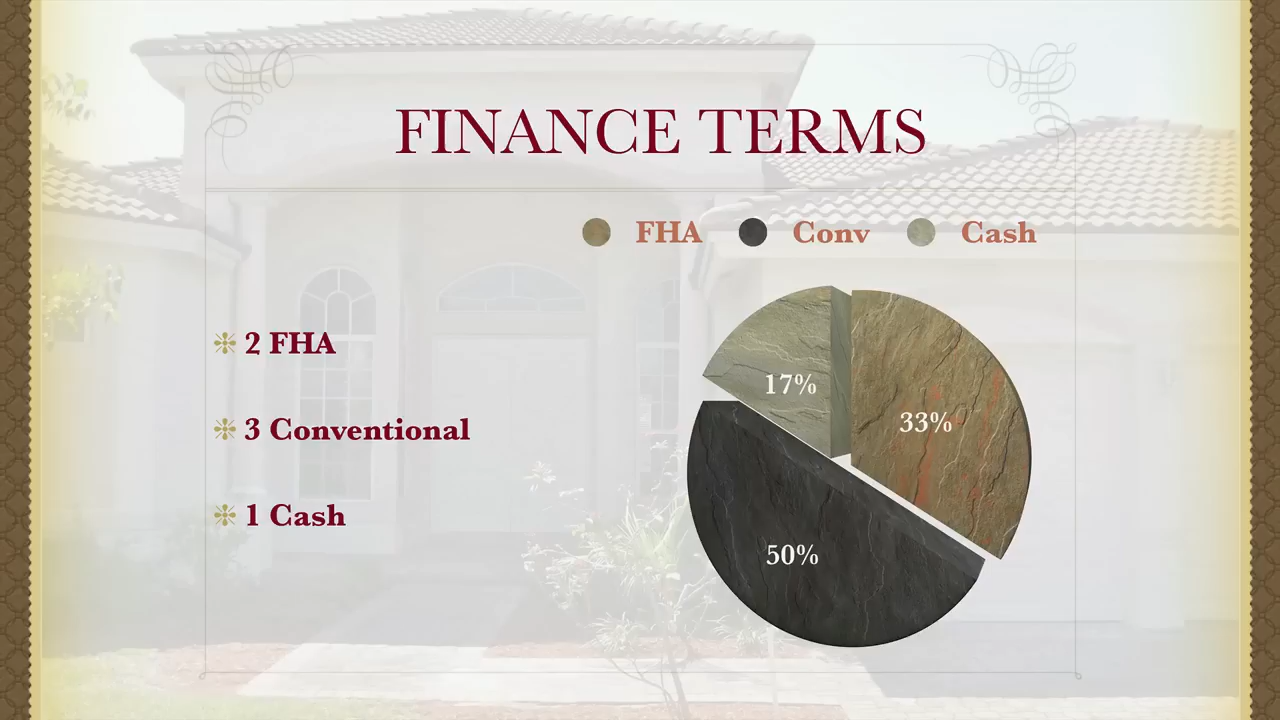 FINANCE TERMS
FHA Conv Cash
2 FHA
3 Conventional
1 Cash
17%
33%
50%